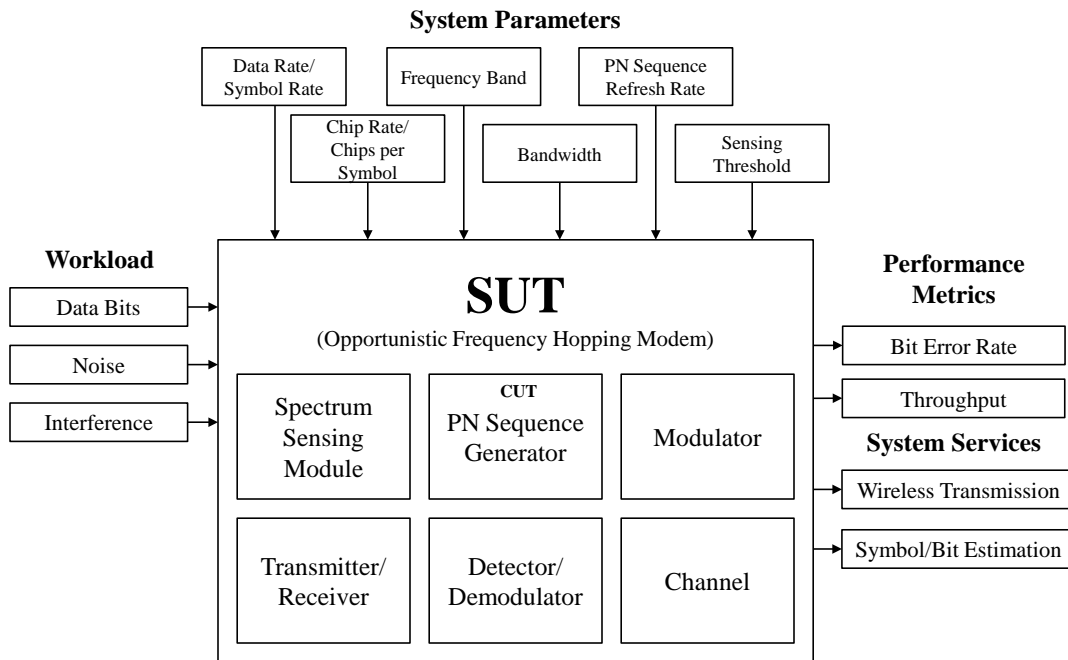 System Parameters
Data Rate/
Symbol Rate
Frequency Band
PN Sequence
Refresh Rate
Chip Rate/
Chips per
Symbol
Bandwidth
Sensing
Threshold
Workload
Data Bits
Noise
Interference
SUT
(Opportunistic Frequency Hopping Modem)
Spectrum
Sensing
Module
CUT
PN Sequence
Generator
Modulator
Transmitter/
Receiver
Detector/
Demodulator
Channel
Performance
Metrics
Bit Error Rate
Throughput
System Services
Wireless Transmission
Symbol/Bit Estimation